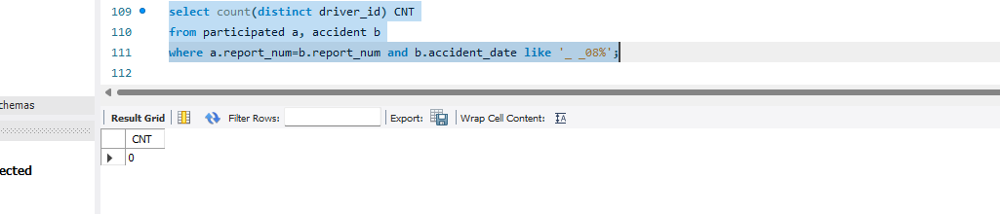 109 select count(distinct driver_id) CNT
110 from participated a, accident b
111 where a.report_num=b.report_num and b.accident_date like '_ _08%';
112
chemas
Result Grid Filter Rows: Export: Wrap Cell Content: IA
CNT
0
ected